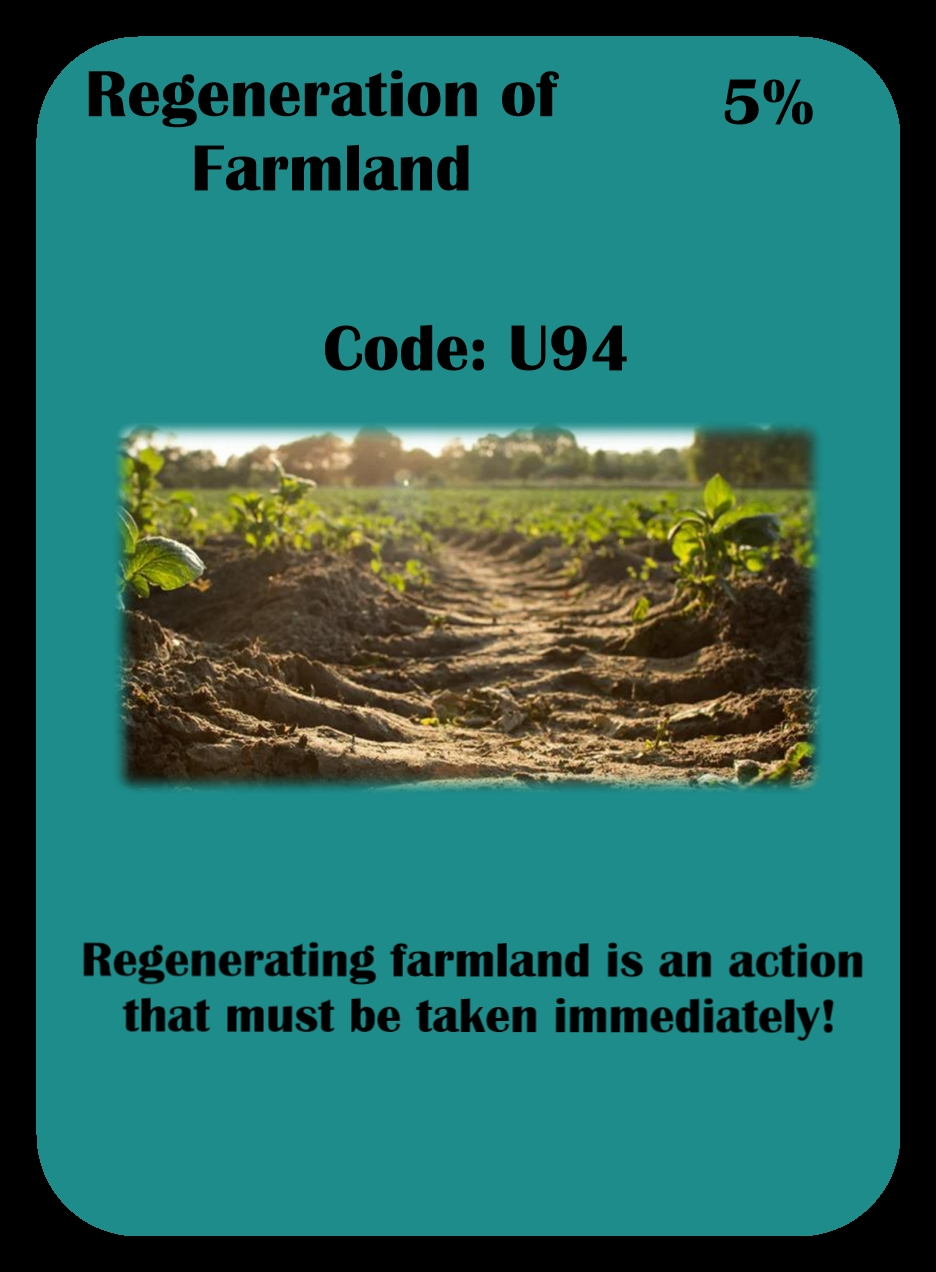 Regeneration of
Farmland
5%
Code: U94
Regenerating farmland is an action
that must be taken immediately!